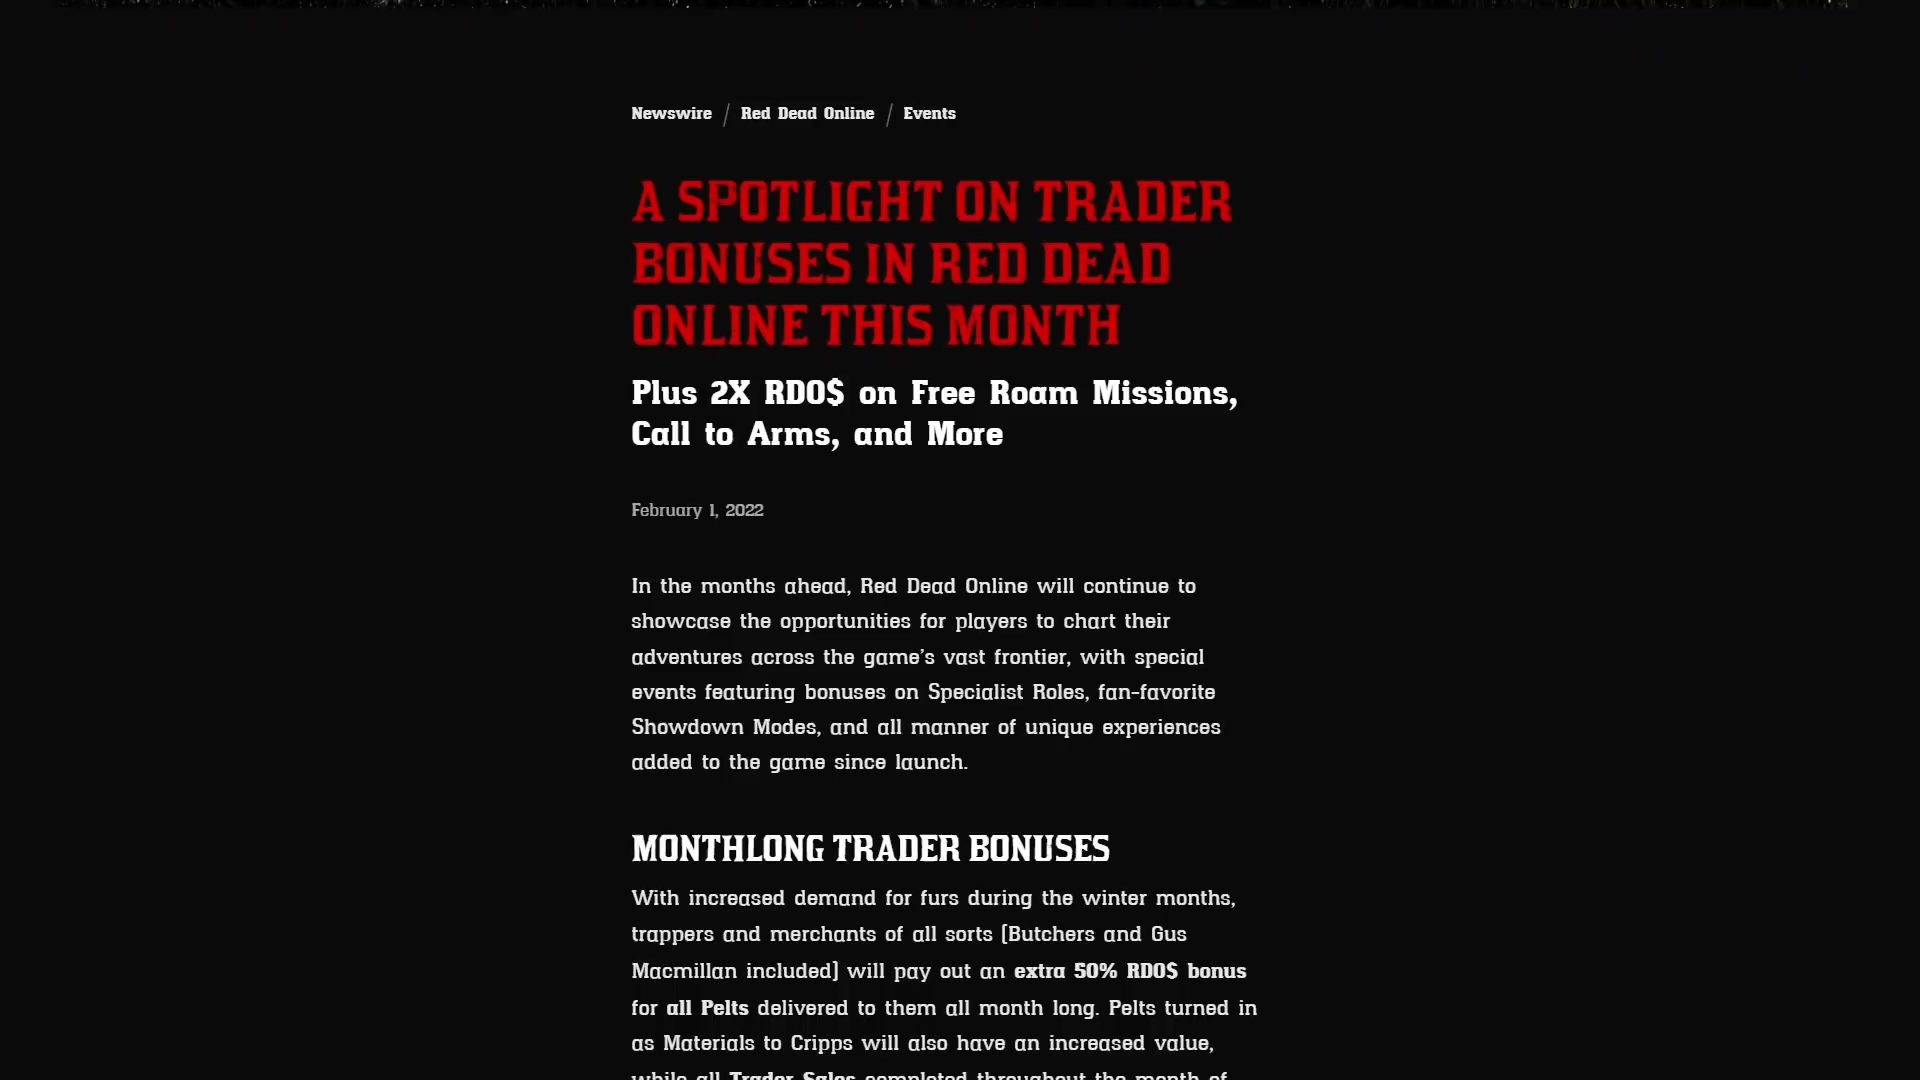 Newswire / Red Dead Online / Events
A SPOTLIGHT ON TRADER
BONUSES IN RED DEAD
ONLINE THIS MONTH
Plus 2X RDO$ on Free Roam Missions,
Call to Arms, and More
February 1, 2022
In the months ahead, Red Dead Online will continue to
showcase the opportunities for players to chart their
adventures across the game's vast frontier, with special
events featuring bonuses on Specialist Roles, fan-favorite
Showdown Modes, and all manner of unique experiences
added to the game since launch.
MONTHLONG TRADER BONUSES
With increased demand for furs during the winter months,
trappers and merchants of all sorts (Butchers and Gus
Macmillan included) will pay out an extra 50% RDO$ bonus
for all Pelts delivered to them all month long. Pelts turned in
as Materials to Cripps will also have an increased value,
while all Trader Sales completed throughout the month of